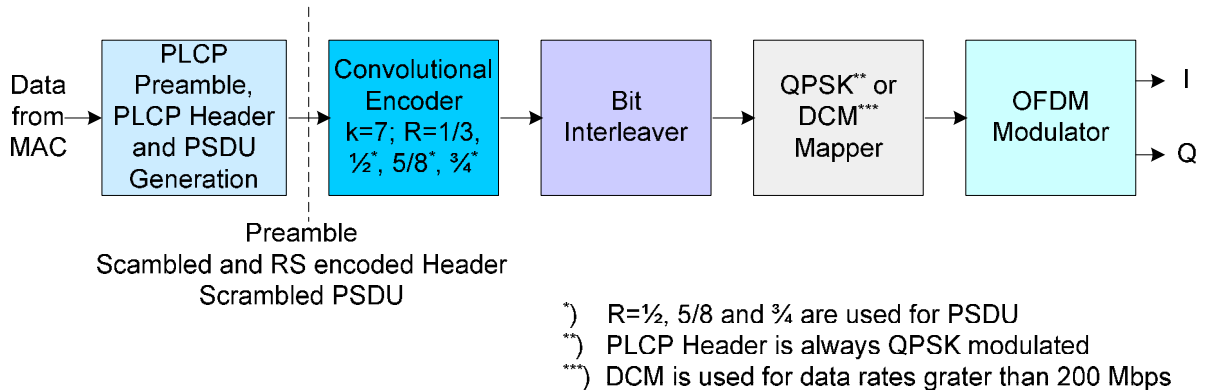 Data
from
MAC
PLCP
Preamble,
PLCP Header
and PSDU
Generation
Convolutional
Encoder
k=7; R=1/3,
½*, 5/8*, ¾*
Bit
Interleaver
QPSK** or
DCM***
Mapper
OFDM
Modulator
I
Q
Preamble
Scambled and RS encoded Header
Scrambled PSDU
*) R=½, 5/8 and ¾ are used for PSDU
**) PLCP Header is always QPSK modulated
***) DCM is used for data rates grater than 200 Mbps